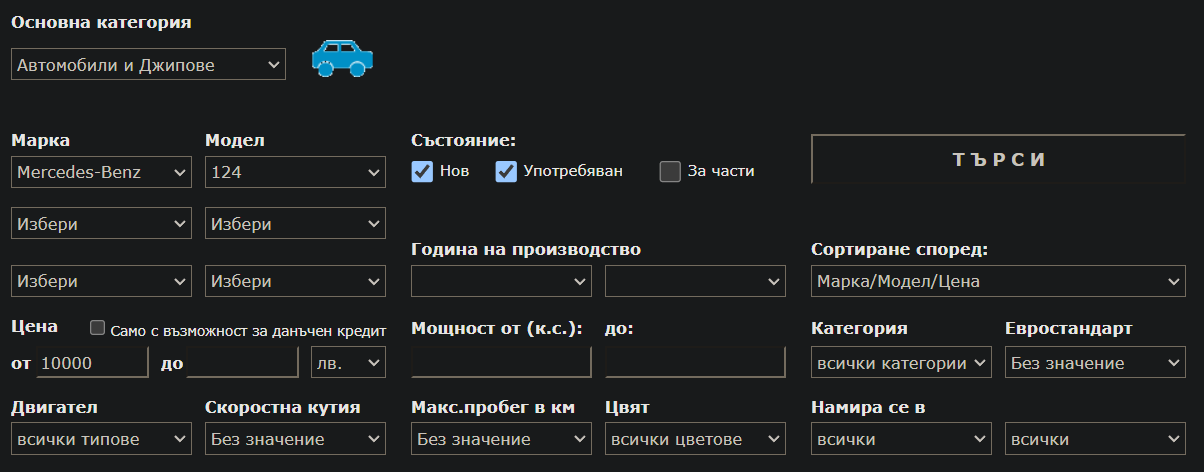 Основна категория
Автомобили и Джипове
Марка Модел Състояние:
Mercedes-Benz 124 Нов Употребяван За части ТЪРСИ
Избери Избери
Година на производство Сортиране според:
Избери Избери Марка/Модел/Цена
Цена Само с възможност за данъчен кредит Мощност от (к.с.): до: Категория Евростандарт
от 10000 до лв. всички категории Без значение
Двигател Скоростна кутия Макс.пробег в км Цвят Намира се в
всички типове Без значение Без значение всички цветове всички всички